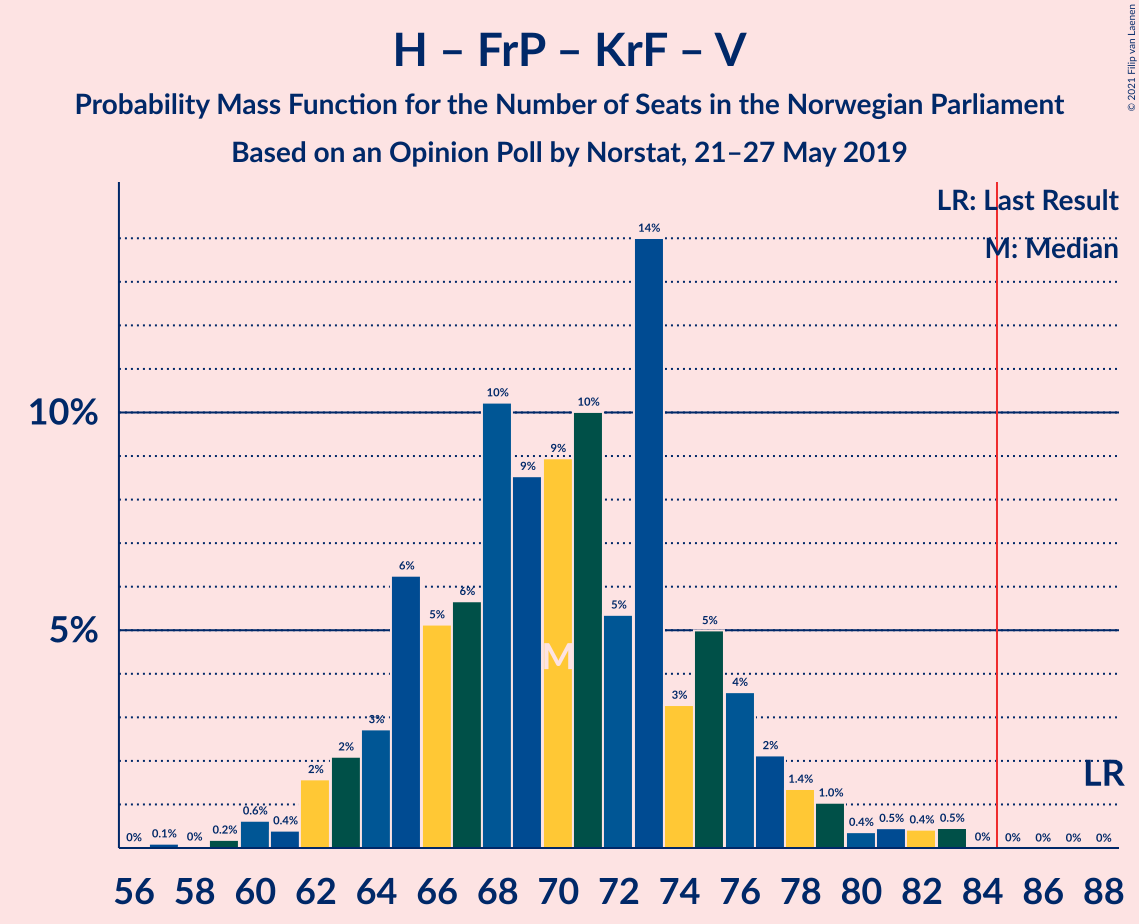 H – FrP – KrF – V
Probability Mass Function for the Number of Seats in the Norwegian Parliament
Based on an Opinion Poll by Norstat, 21–27 May 2019
© 2021 Filip van Laenen
LR: Last Result
M: Median
10%
5%
0% 0.1% 0% 0.2% 0.6% 0.4% 2% 2% 3% 6% 5% 6% 10% 9% 9% 10% 5% 14% 3% 5% 4% 2% 1.4% 1.0% 0.4% 0.5% 0.4% 0.5% 0% 0% 0% 0% 0%
M
LR
56 58 60 62 64 66 68 70 72 74 76 78 80 82 84 86 88